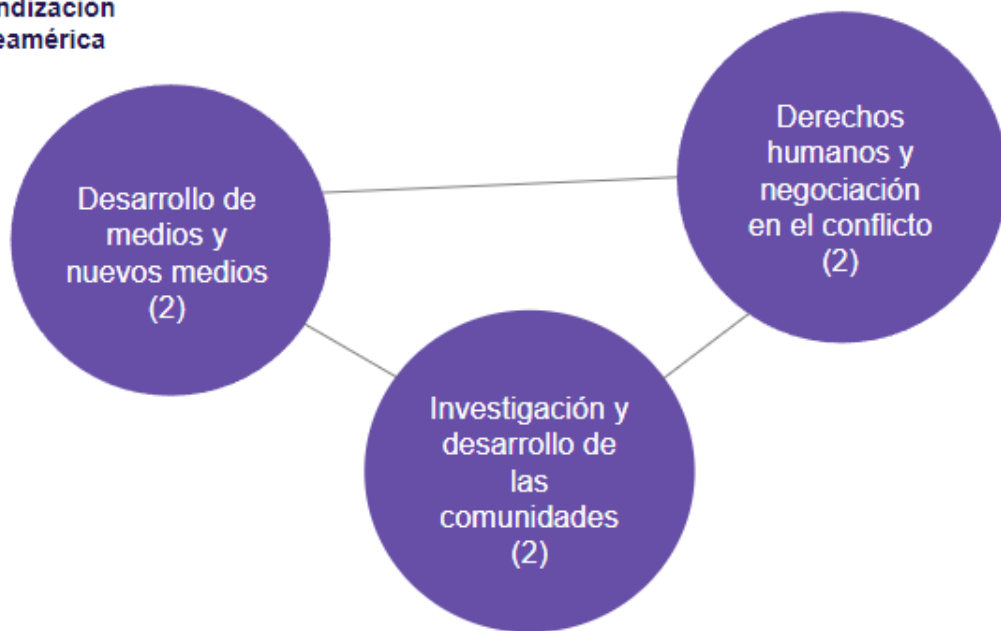 ndización
eamérica
Desarrollo de
medios y
nuevos medios
(2)
Derechos
humanos y
negociación
en el conflicto
(2)
Investigación y
desarrollo de
las
comunidades
(2)